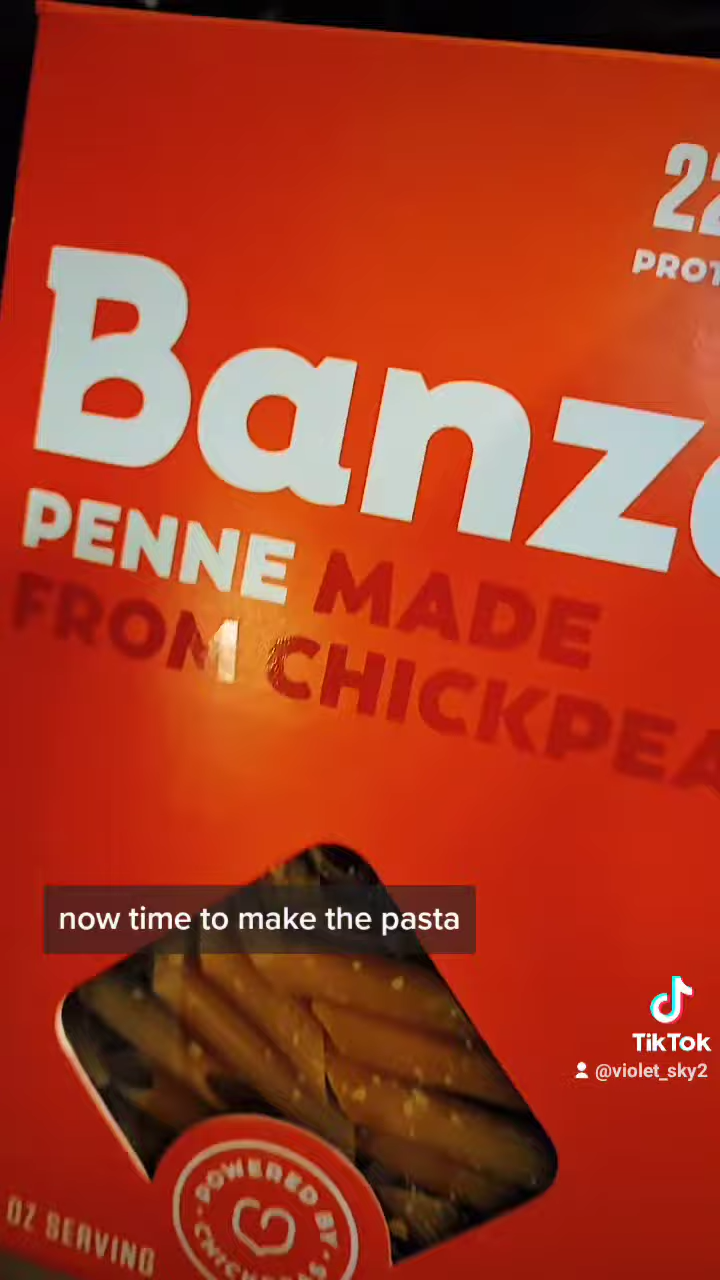 22
PROT
Banz
PENNE MADE
FROM CHICKPEA
now time to make the pasta
TikTok
@violet_sky2
POWERED BY
CHICKPEAS
OZ SERVING